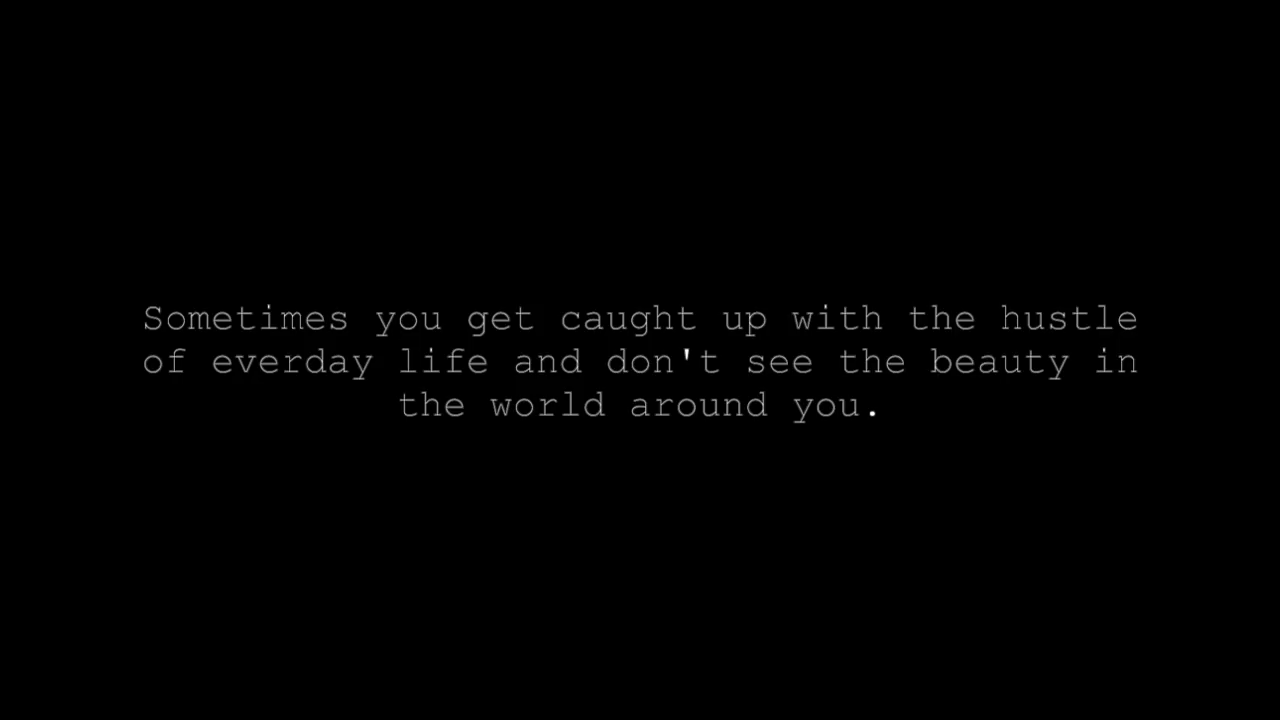 Sometimes you get caught up with the hustle
of everday life and don't see the beauty in
the world around you.